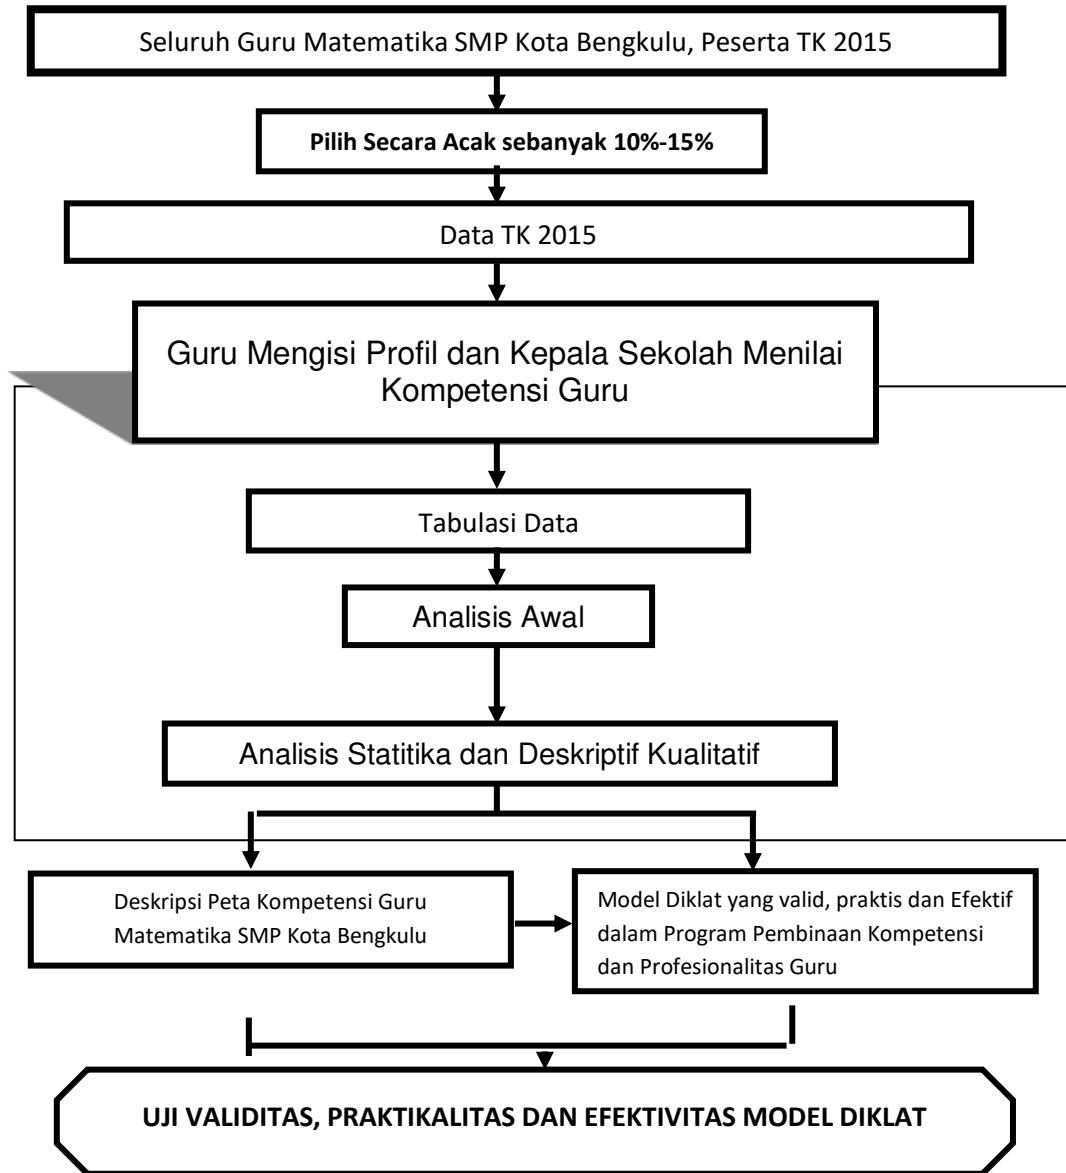 Seluruh Guru Matematika SMP Kota Bengkulu, Peserta TK 2015
Pilih Secara Acak sebanyak 10%-15%
Data TK 2015
Guru Mengisi Profil dan Kepala Sekolah Menilai
Kompetensi Guru
Tabulasi Data
Analisis Awal
Analisis Statitika dan Deskriptif Kualitatif
Deskripsi Peta Kompetensi Guru
Matematika SMP Kota Bengkulu
Model Diklat yang valid, praktis dan Efektif
dalam Program Pembinaan Kompetensi
dan Profesionalitas Guru
UJI VALIDITAS, PRAKTIKALITAS DAN EFEKTIVITAS MODEL DIKLAT